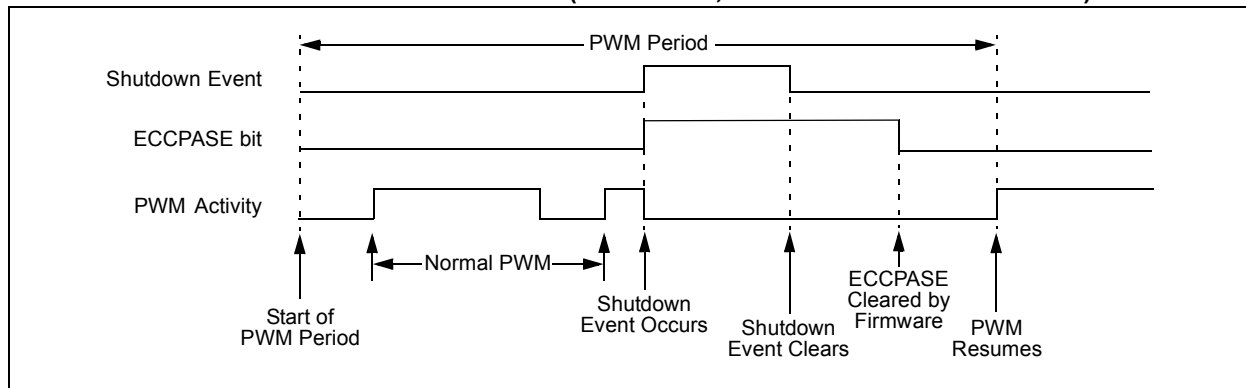 PWM Period
Shutdown Event
ECCPASE bit
PWM Activity
Normal PWM
Start of
PWM Period
Shutdown
Event Occurs
Shutdown
Event Clears
ECCPASE
Cleared by
Firmware
PWM
Resumes